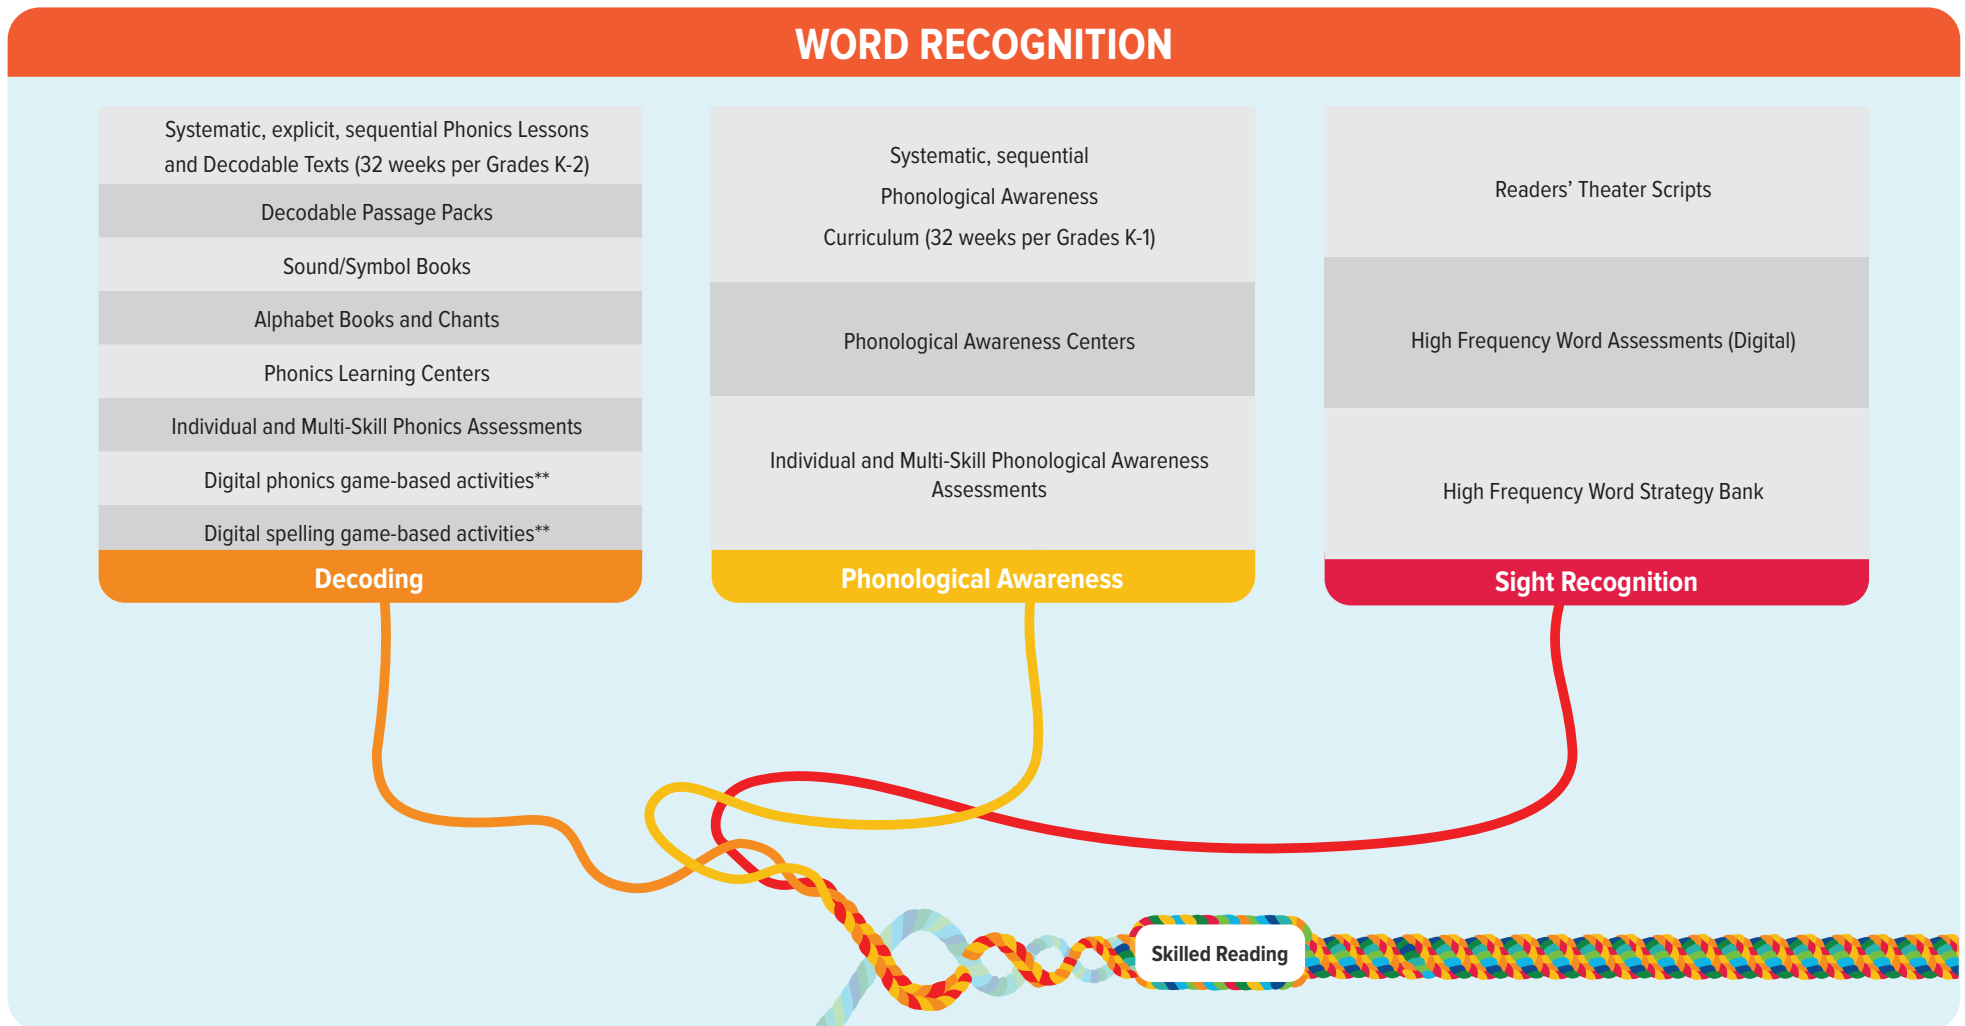 WORD RECOGNITION
Systematic, explicit, sequential Phonics Lessons
and Decodable Texts (32 weeks per Grades K-2)
Decodable Passage Packs
Sound/Symbol Books
Alphabet Books and Chants
Phonics Learning Centers
Individual and Multi-Skill Phonics Assessments
Digital phonics game-based activities**
Digital spelling game-based activities**
Decoding
Systematic, sequential
Phonological Awareness
Curriculum (32 weeks per Grades K-1)
Phonological Awareness Centers
Individual and Multi-Skill Phonological Awareness
Assessments
Phonological Awareness
Readers’ Theater Scripts
High Frequency Word Assessments (Digital)
High Frequency Word Strategy Bank
Sight Recognition
Skilled Reading